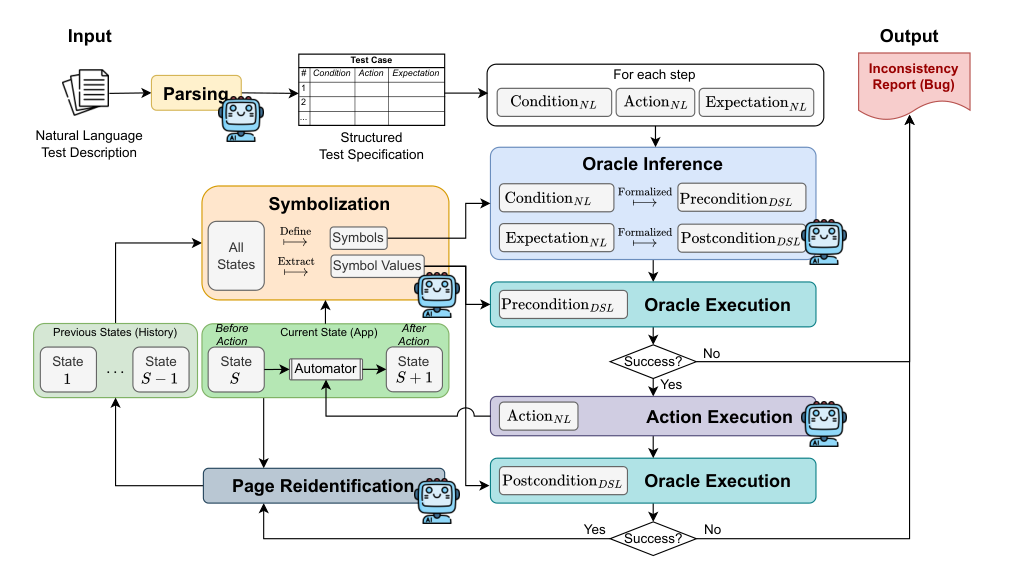 Input
Output
Parsing
AI
Natural Language
Test Description
Test Case
# Condition Action Expectation
1
2
...
Structured
Test Specification
For each step
Condition_NL Action_NL Expectation_NL
Inconsistency
Report (Bug)
Oracle Inference
Condition_NL Formalized ⟼ Precondition_DSL
Expectation_NL Formalized ⟼ Postcondition_DSL
AI
Symbolization
All
States
Define ⟼ Symbols
Extract ⟼ Symbol Values
AI
Precondition_DSL Oracle Execution
Success?
No
Yes
Previous States (History)
State
1
...
State
S − 1
Before
Action
Current State (App)
After
Action
State
S
Automator
State
S + 1
Action_NL Action Execution
AI
Page Reidentification
AI
Postcondition_DSL Oracle Execution
Yes
Success?
No